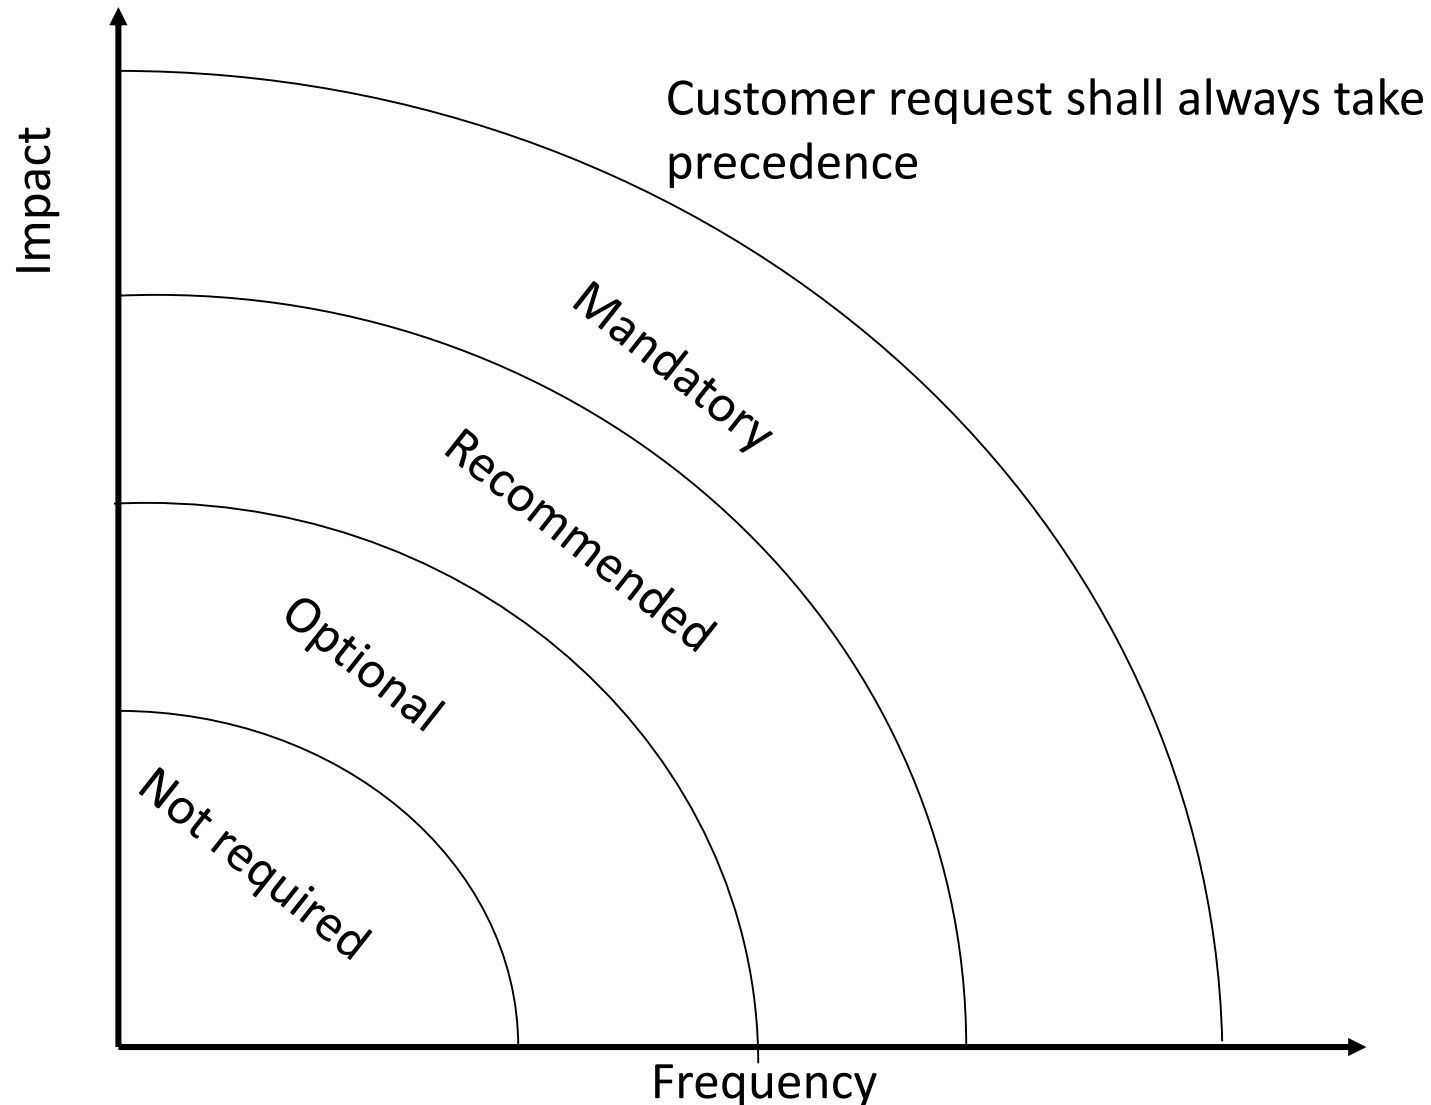 Customer request shall always take
precedence
Impact
Mandatory
Recommended
Optional
Not required
Frequency